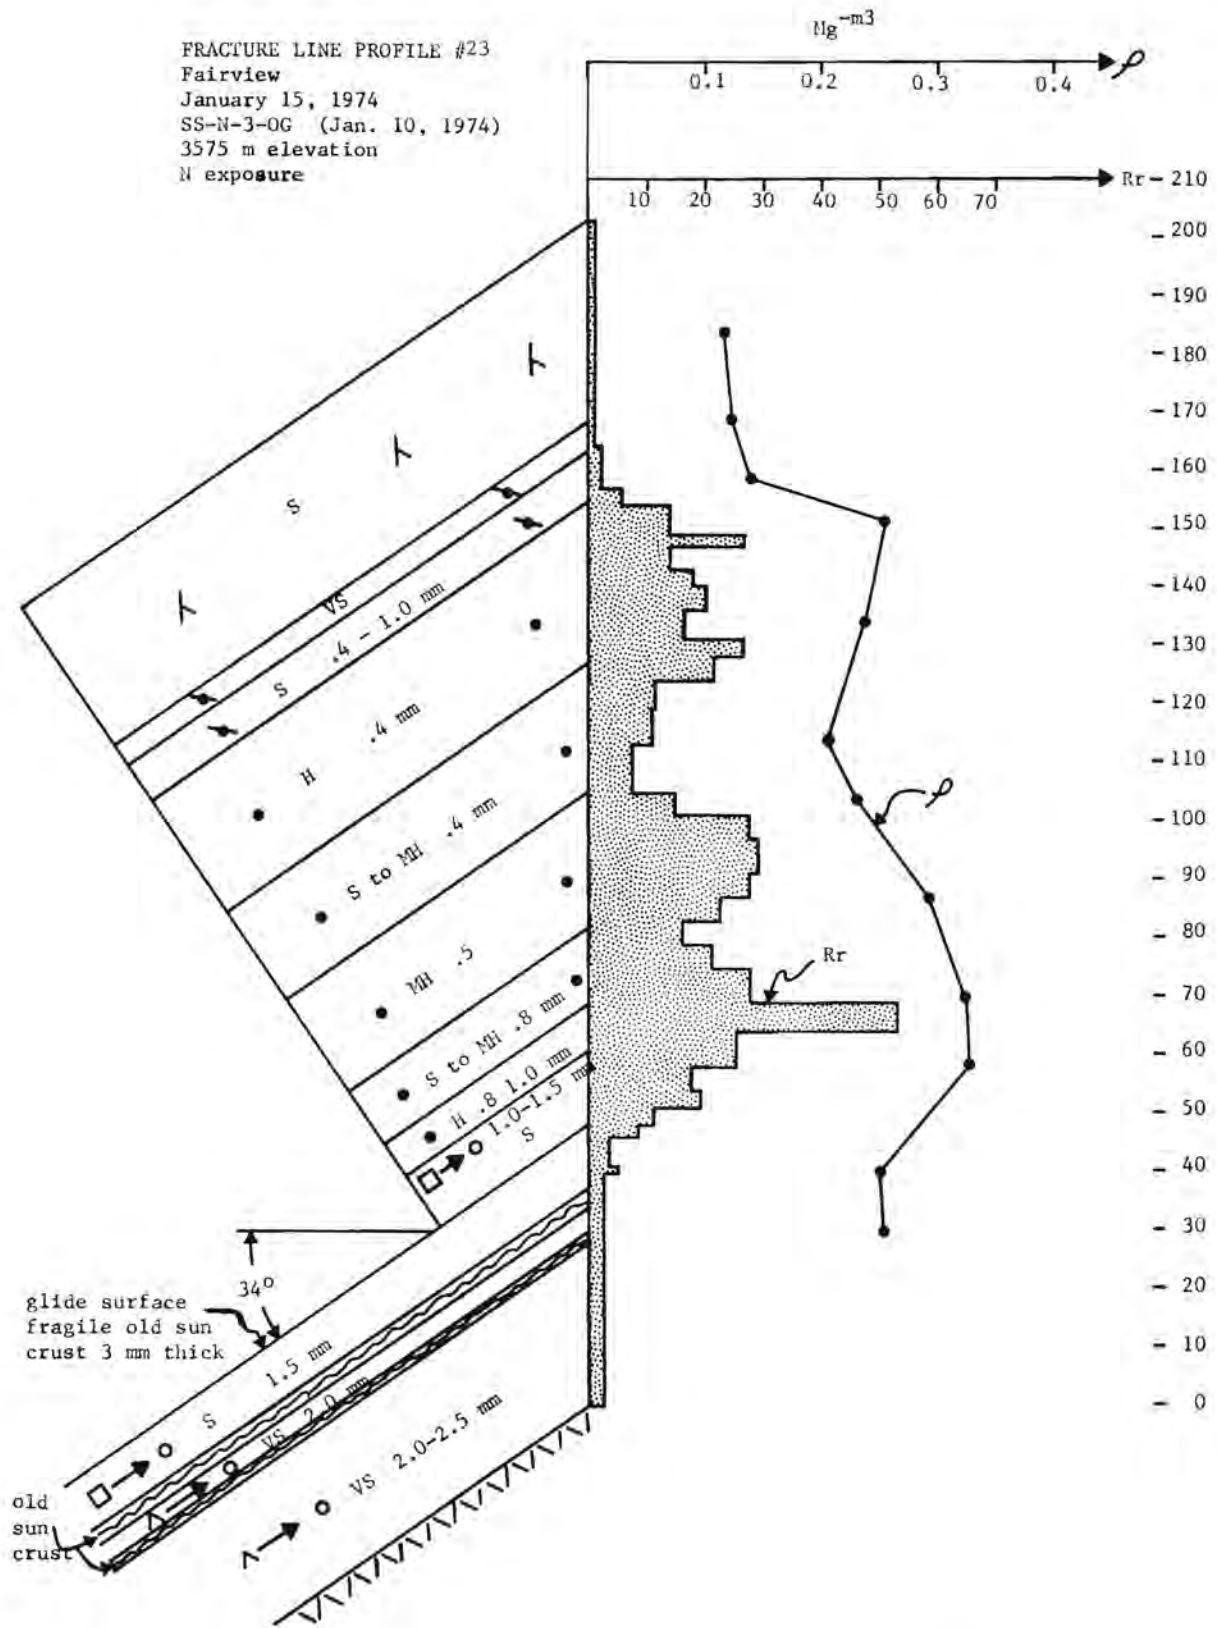 FRACTURE LINE PROFILE #23
Fairview
January 15, 1974
SS-N-3-OG (Jan. 10, 1974)
3575 m elevation
N exposure
Mg-m3
0.1 0.2 0.3 0.4 ρ
10 20 30 40 50 60 70 Rr
210
200
190
180
170
160
150
140
130
120
110
100
90
80
70
60
50
40
30
20
10
0
S
VS
S .4 - 1.0 mm
H .4 mm
S to MH .4 mm
MH .5
S to MH .8 mm
H .8 1.0 mm
1.0-1.5 mm
S
ρ
Rr
34°
glide surface
fragile old sun
crust 3 mm thick
S 1.5 mm
VS 2.0 mm
VS 2.0-2.5 mm
old
sun
crust